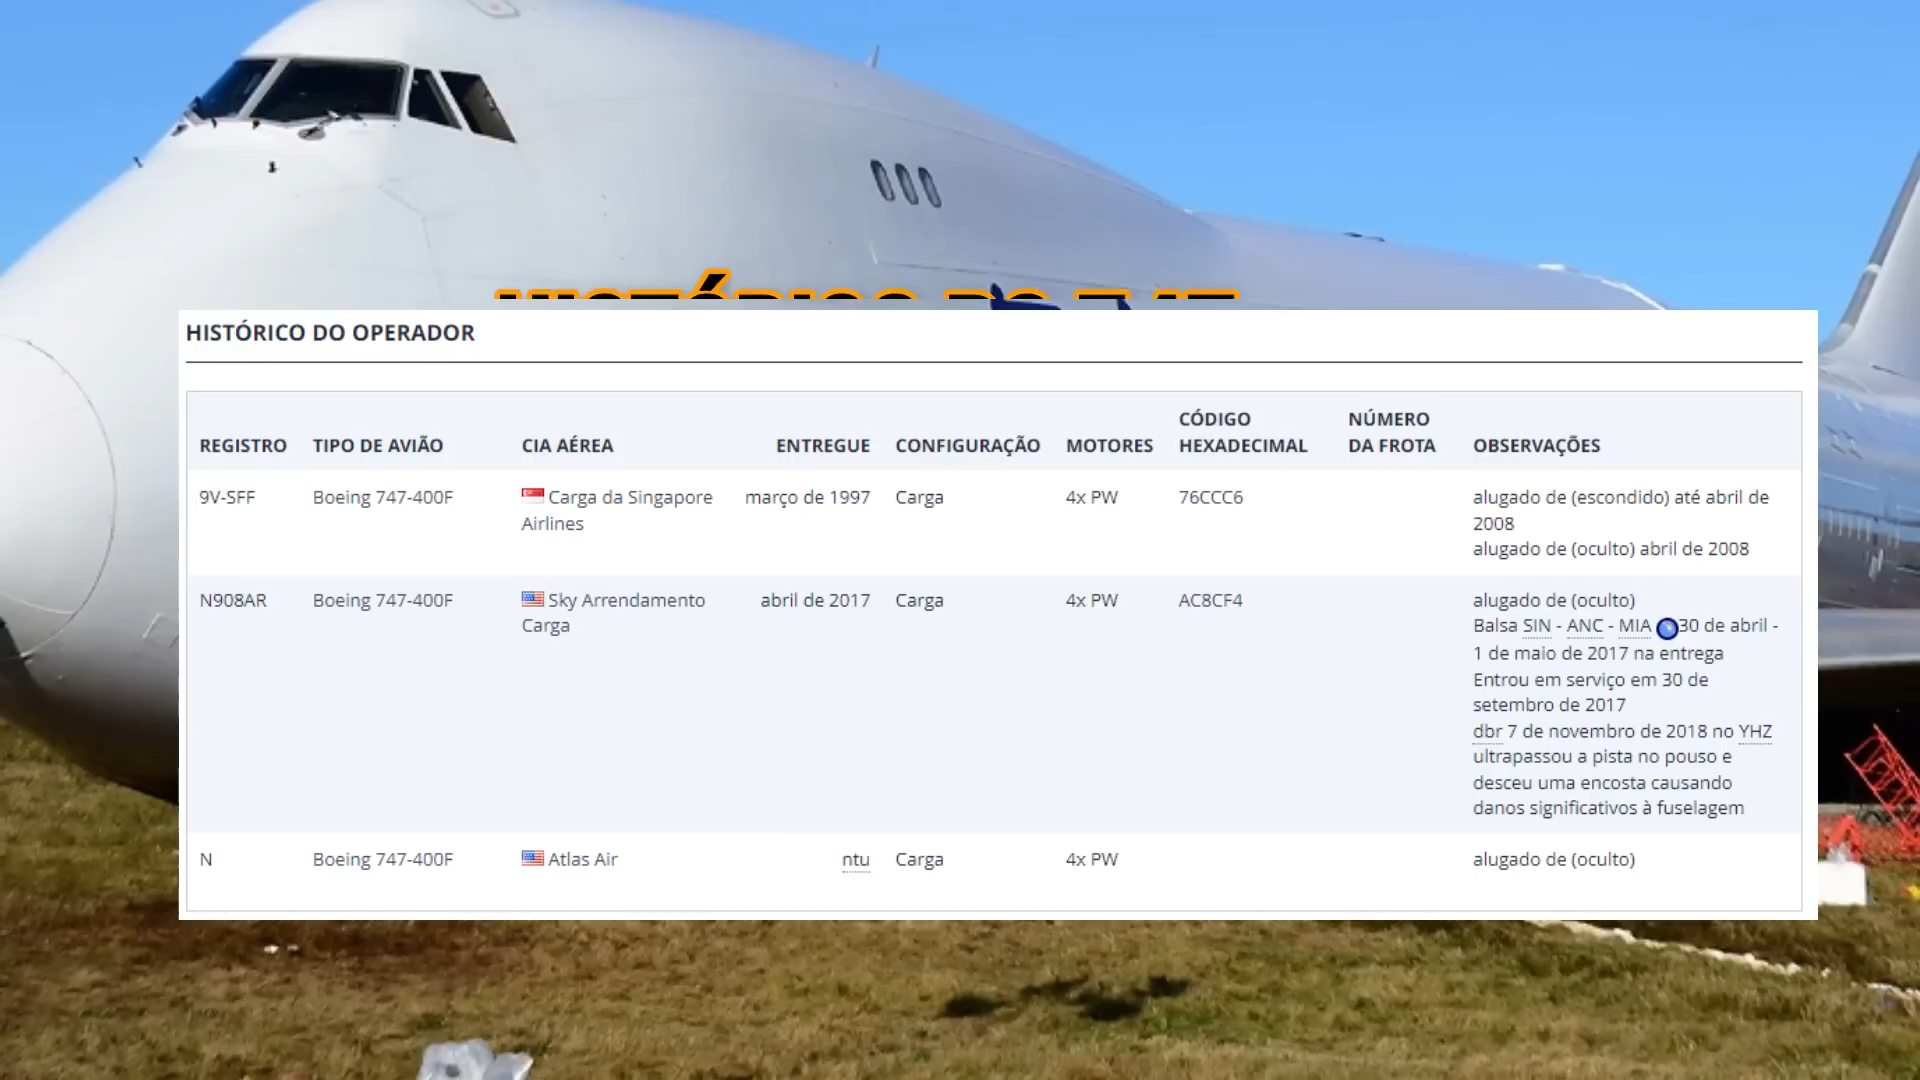 HISTÓRICO DO 747
HISTÓRICO DO OPERADOR
REGISTRO TIPO DE AVIÃO CIA AÉREA ENTREGUE CONFIGURAÇÃO MOTORES CÓDIGO HEXADECIMAL NÚMERO DA FROTA OBSERVAÇÕES
9V-SFF Boeing 747-400F Carga da Singapore março de 1997 Carga 4x PW 76CCC6 alugado de (escondido) até abril de
Airlines 2008
alugado de (oculto) abril de 2008
N908AR Boeing 747-400F Sky Arrendamento abril de 2017 Carga 4x PW AC8CF4 alugado de (oculto)
Carga Balsa SIN - ANC - MIA 30 de abril -
1 de maio de 2017 na entrega
Entrou em serviço em 30 de
setembro de 2017
dbr 7 de novembro de 2018 no YHZ
ultrapassou a pista no pouso e
desceu uma encosta causando
danos significativos à fuselagem
N Boeing 747-400F Atlas Air ntu Carga 4x PW alugado de (oculto)